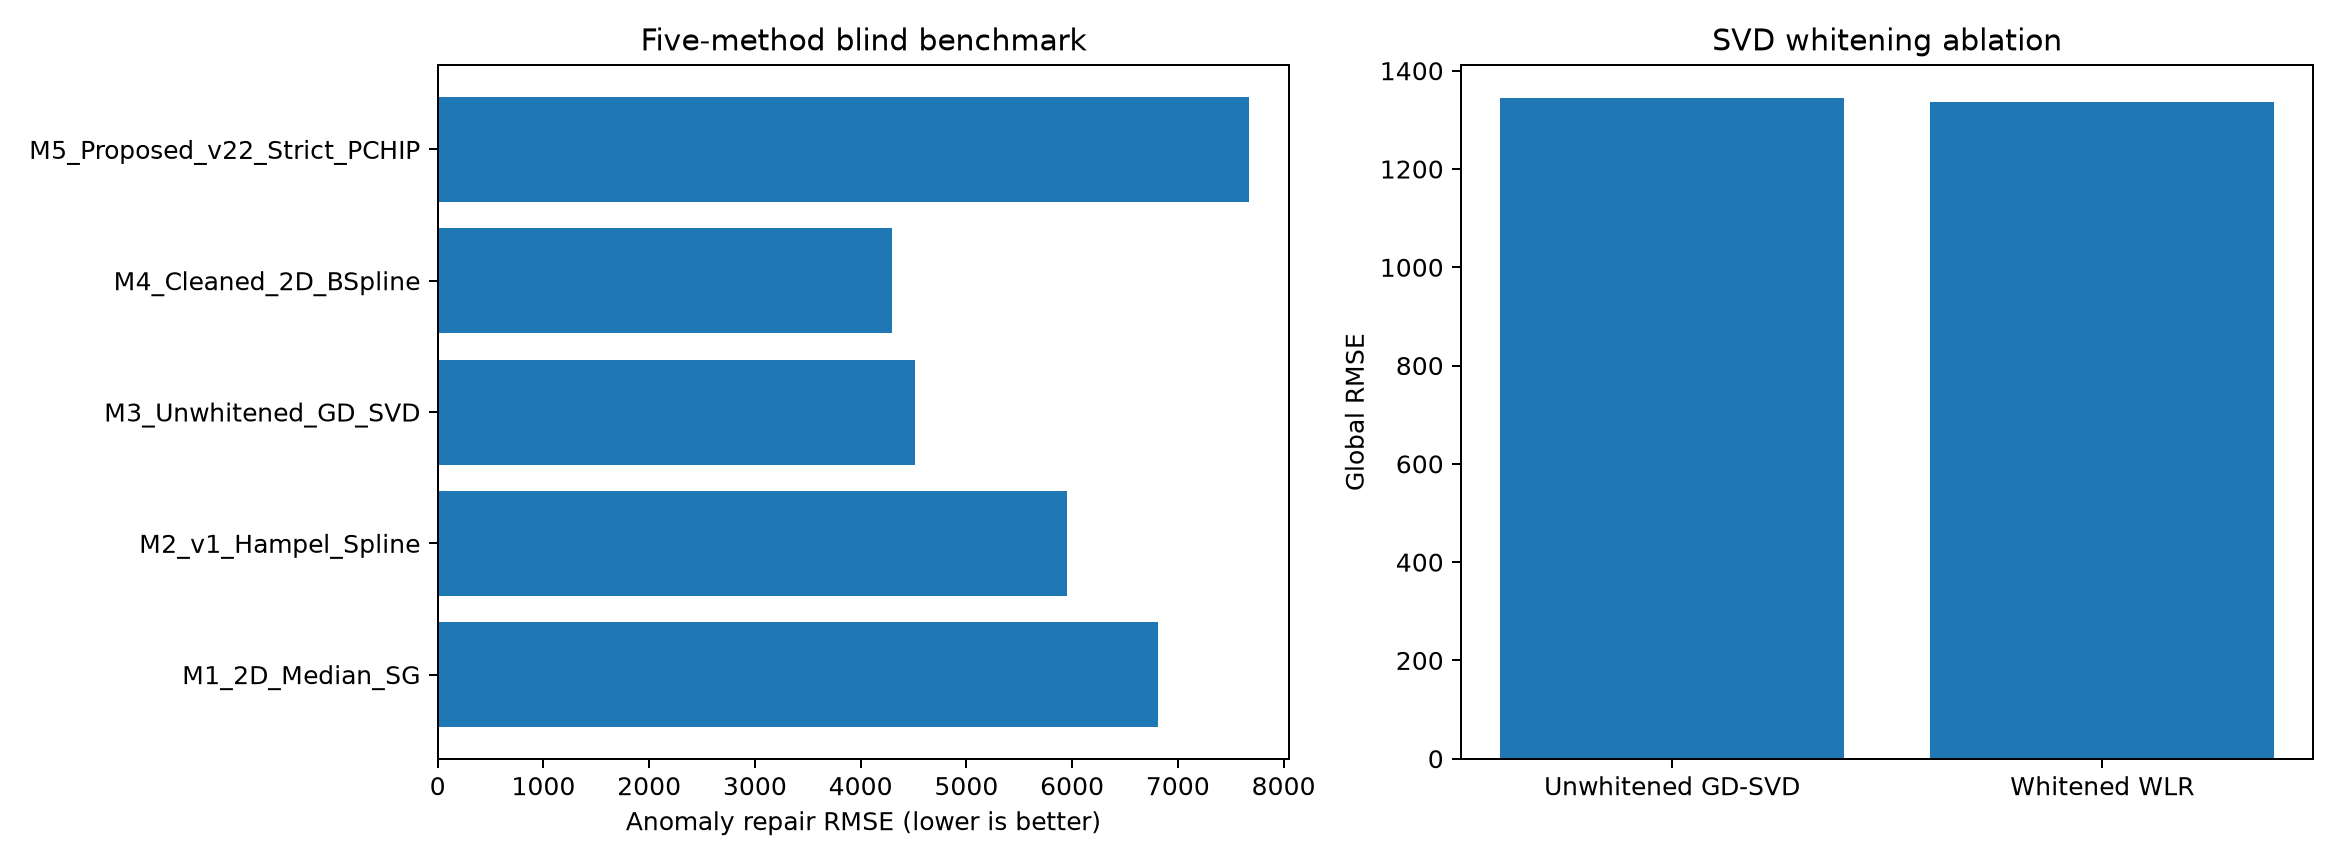 Five-method blind benchmark
M5_Proposed_v22_Strict_PCHIP
M4_Cleaned_2D_BSpline
M3_Unwhitened_GD_SVD
M2_v1_Hampel_Spline
M1_2D_Median_SG
0 1000 2000 3000 4000 5000 6000 7000 8000
Anomaly repair RMSE (lower is better)
SVD whitening ablation
1400
1200
1000
800
600
400
200
0
Global RMSE
Unwhitened GD-SVD Whitened WLR